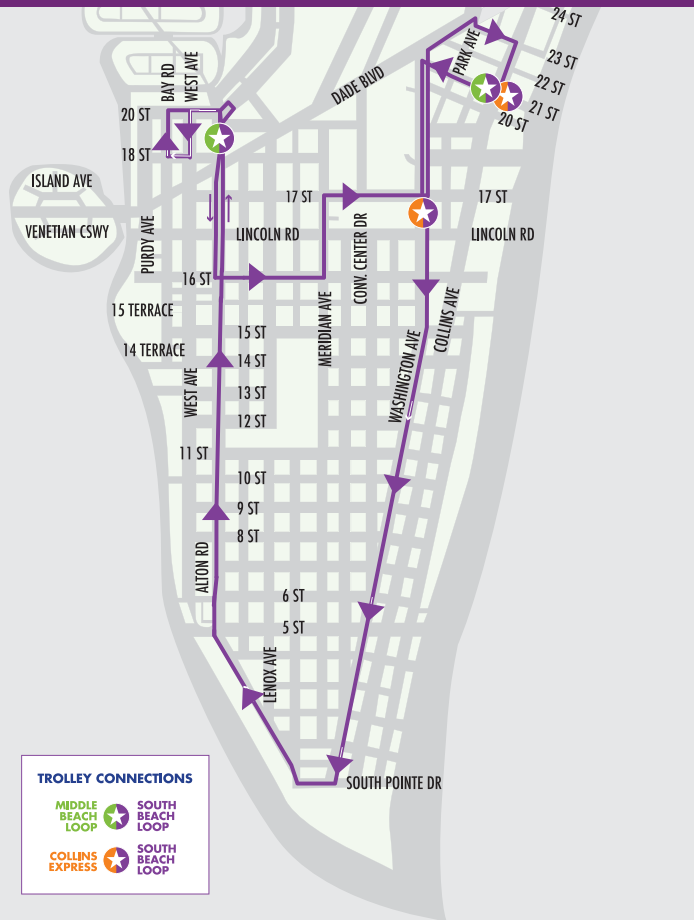 24 ST
PARK AVE
23 ST
22 ST
21 ST
20 ST
BAY RD
WEST AVE
DADE BLVD
20 ST
18 ST
ISLAND AVE
VENETIAN CSWY
PURDY AVE
17 ST
17 ST
LINCOLN RD
CONV. CENTER DR
LINCOLN RD
16 ST
15 TERRACE
MERIDIAN AVE
COLLINS AVE
15 ST
14 TERRACE
14 ST
WASHINGTON AVE
WEST AVE
13 ST
12 ST
11 ST
10 ST
9 ST
8 ST
ALTON RD
6 ST
5 ST
LENOX AVE
SOUTH POINTE DR
TROLLEY CONNECTIONS
MIDDLE
BEACH
LOOP
SOUTH
BEACH
LOOP
COLLINS
EXPRESS
SOUTH
BEACH
LOOP